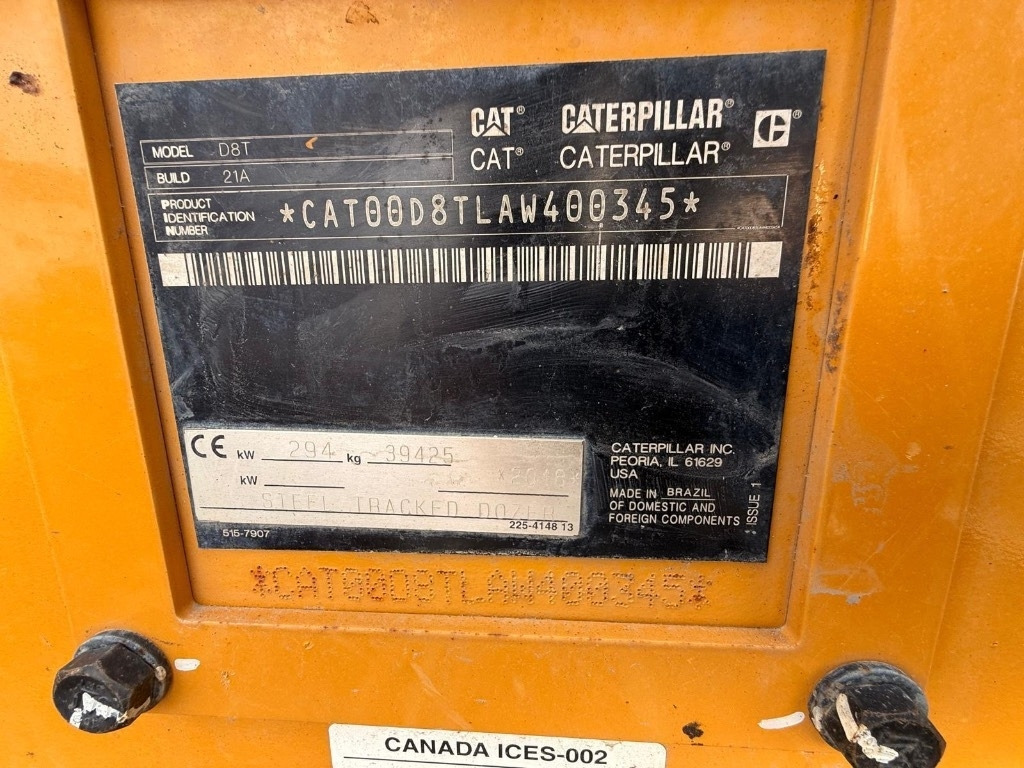 CAT® CATERPILLAR®
CAT® CATERPILLAR®
MODEL D8T
BUILD 21A
PRODUCT
IDENTIFICATION
NUMBER
*CAT00D8TLAW400345*
CE kW 294 kg 39425
kW
STEEL TRACKED DOZER
225-4148 13
515-7907
CATERPILLAR INC.
PEORIA, IL 61629
USA
MADE IN BRAZIL
OF DOMESTIC AND
FOREIGN COMPONENTS
ISSUE 1
*CAT00D8TLAW400345*
CANADA ICES-002